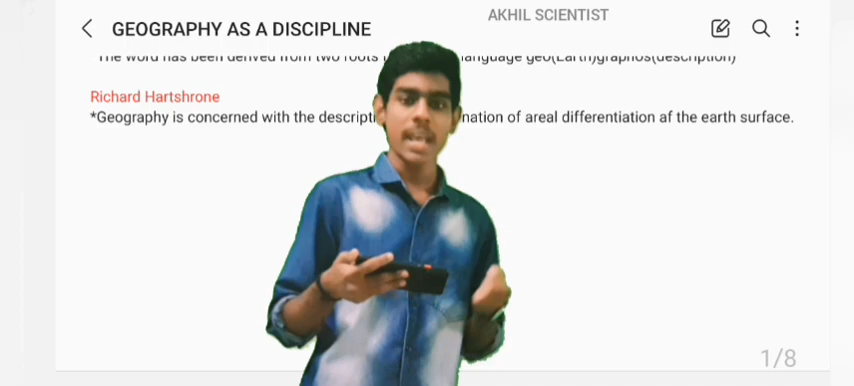 AKHIL SCIENTIST
GEOGRAPHY AS A DISCIPLINE
The word has been derived from two roots language geo(Earth)graphos(description)
Richard Hartshrone
*Geography is concerned with the descripti nation of areal differentiation af the earth surface.
1/8